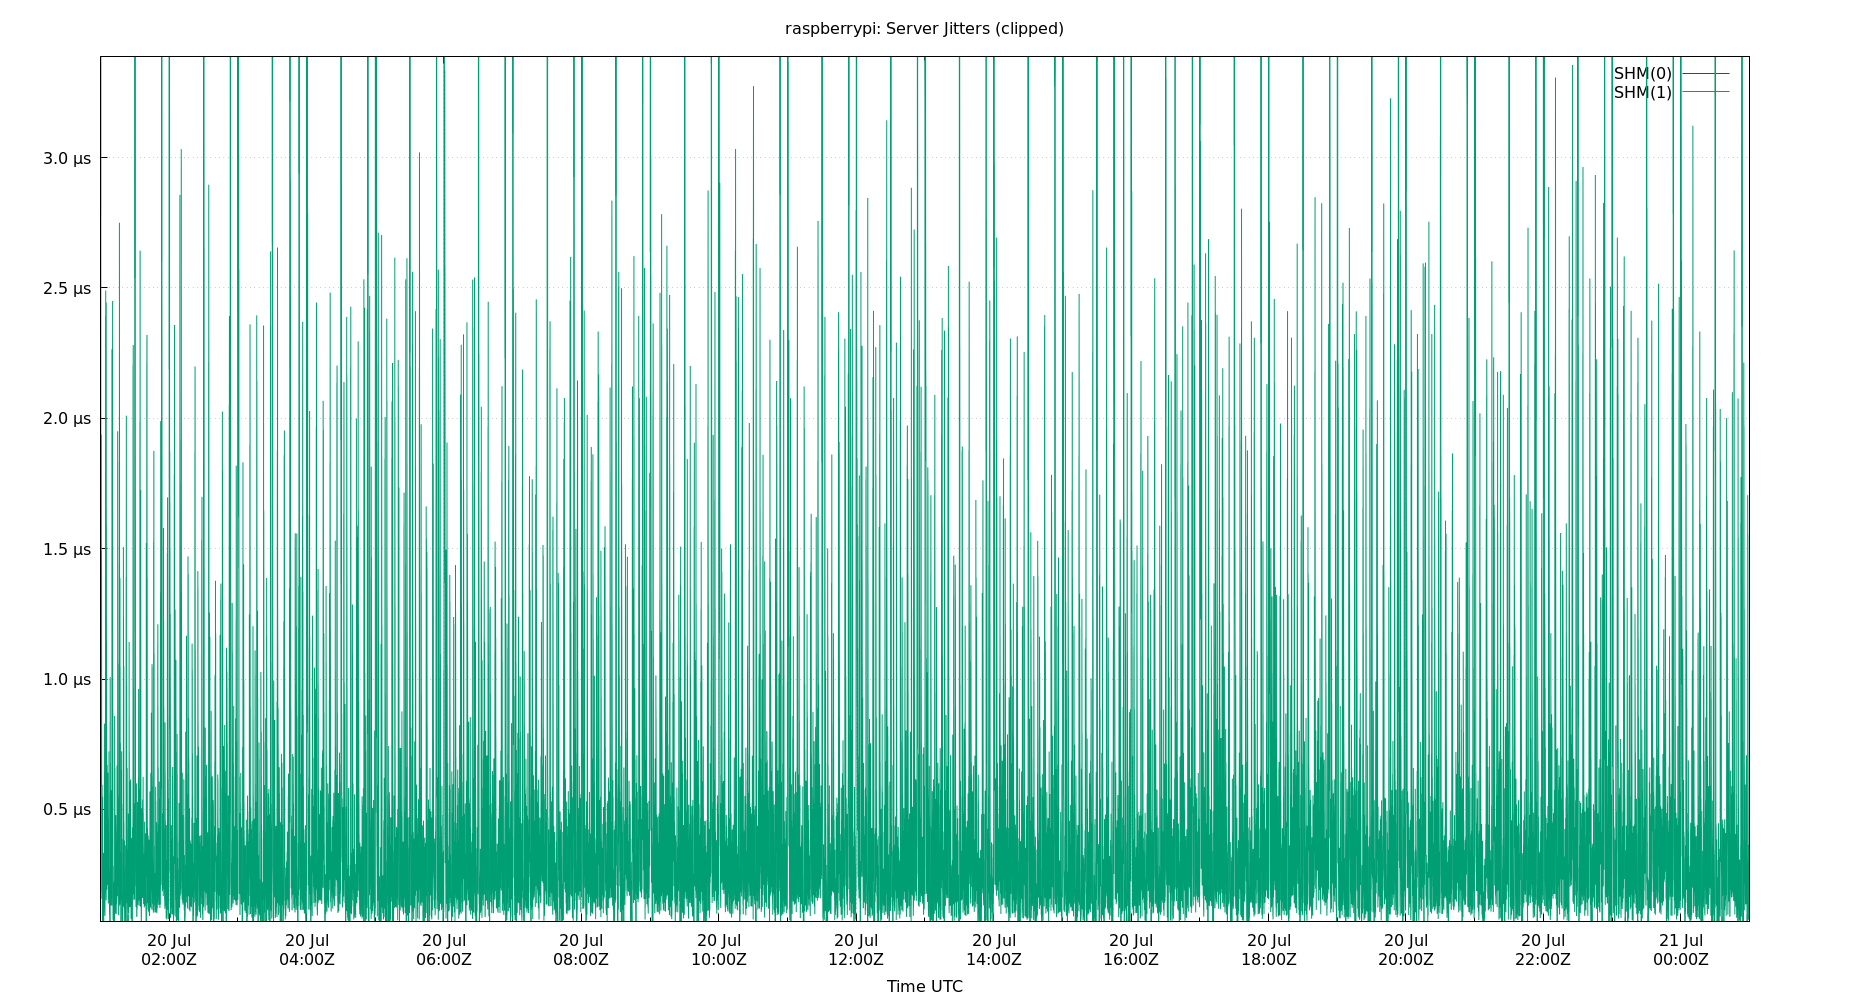 raspberrypi: Server Jitters (clipped)
SHM(0)
SHM(1)
3.0 µs
2.5 µs
2.0 µs
1.5 µs
1.0 µs
0.5 µs
20 Jul 20 Jul 20 Jul 20 Jul 20 Jul 20 Jul 20 Jul 20 Jul 20 Jul 20 Jul 20 Jul 21 Jul
02:00Z 04:00Z 06:00Z 08:00Z 10:00Z 12:00Z 14:00Z 16:00Z 18:00Z 20:00Z 22:00Z 00:00Z
Time UTC